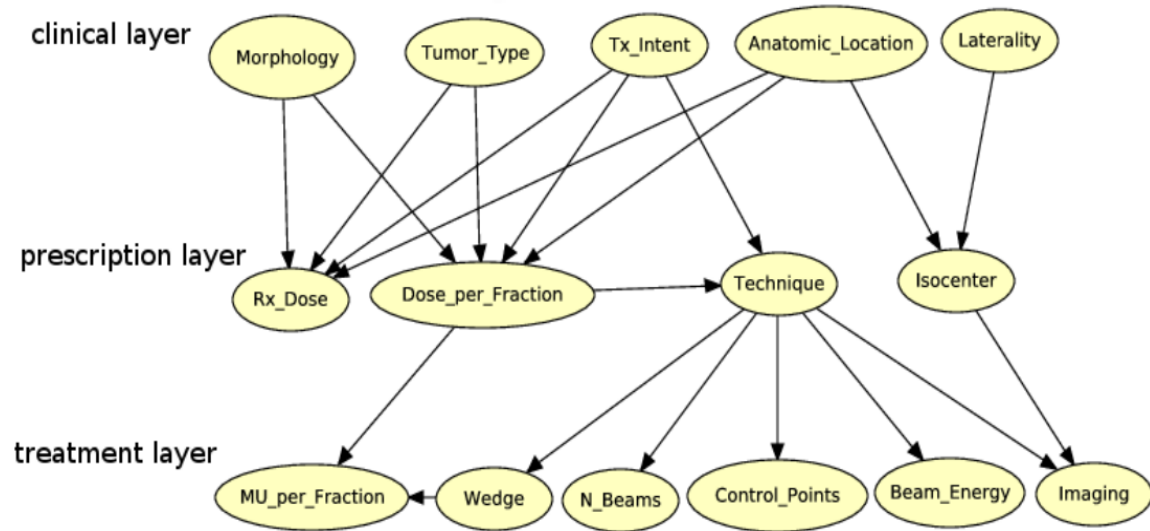 clinical layer
Morphology
Tumor_Type
Tx_Intent
Anatomic_Location
Laterality
prescription layer
Rx_Dose
Dose_per_Fraction
Technique
Isocenter
treatment layer
MU_per_Fraction
Wedge
N_Beams
Control_Points
Beam_Energy
Imaging